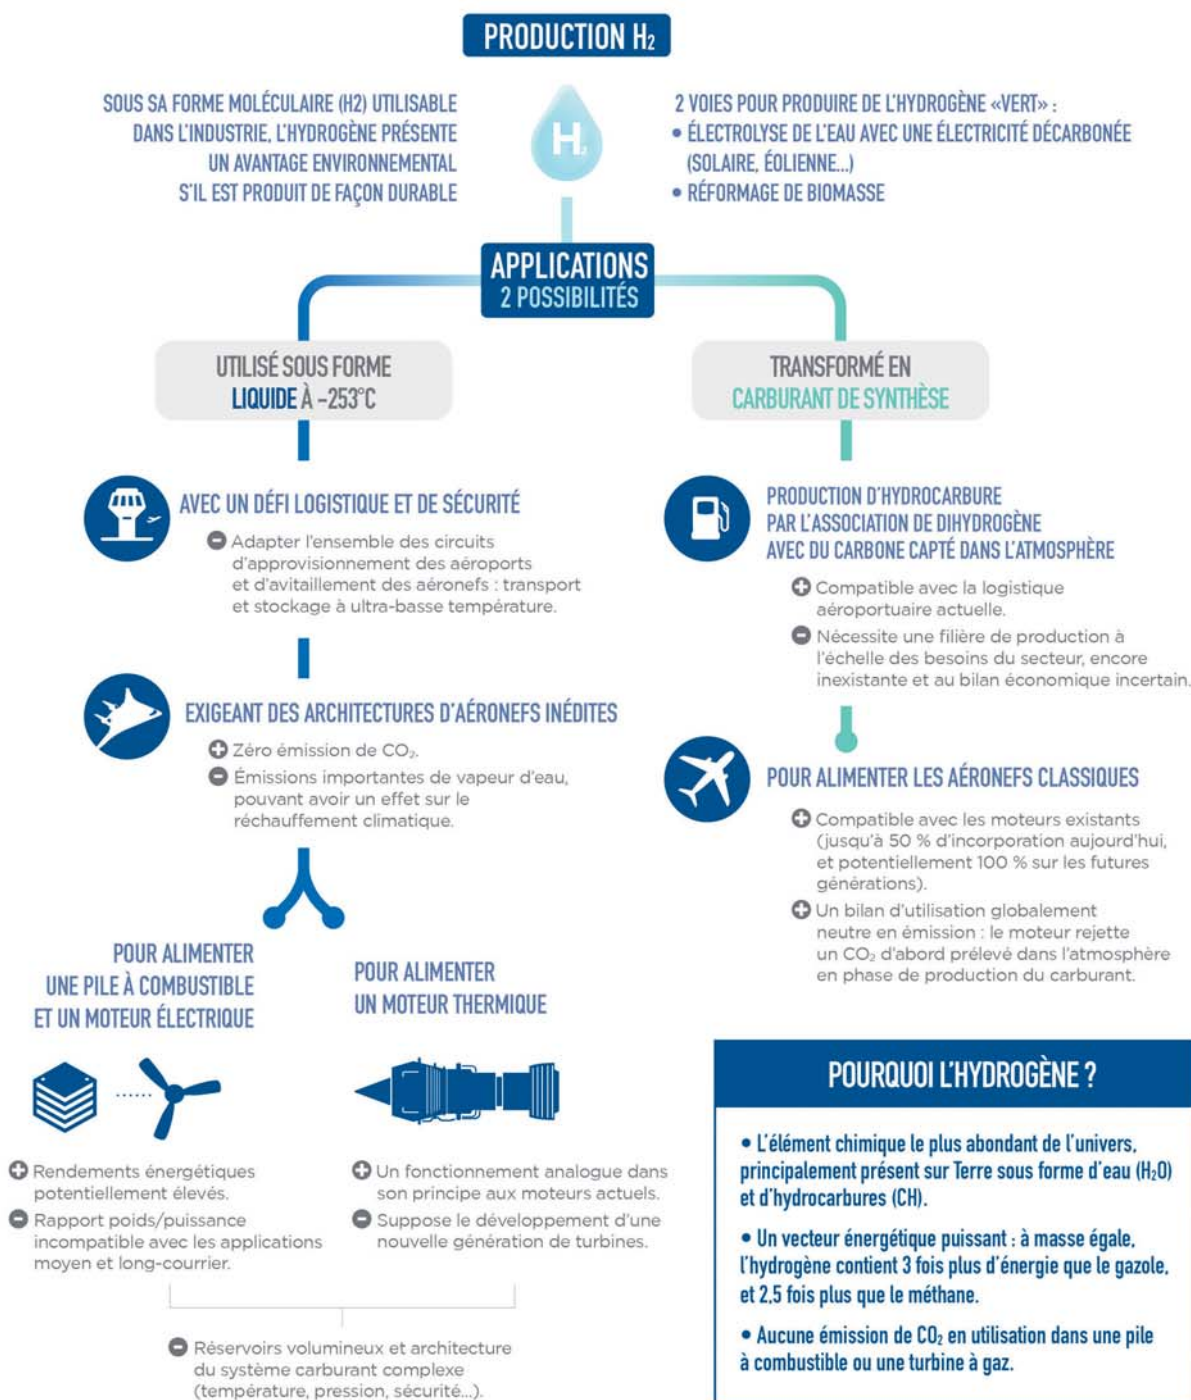 PRODUCTION H₂
SOUS SA FORME MOLÉCULAIRE (H2) UTILISABLE
DANS L'INDUSTRIE, L'HYDROGÈNE PRÉSENTE
UN AVANTAGE ENVIRONNEMENTAL
S'IL EST PRODUIT DE FAÇON DURABLE
H₂
2 VOIES POUR PRODUIRE DE L'HYDROGÈNE «VERT» :
• ÉLECTROLYSE DE L'EAU AVEC UNE ÉLECTRICITÉ DÉCARBONÉE
(SOLAIRE, ÉOLIENNE...)
• RÉFORMAGE DE BIOMASSE
APPLICATIONS
2 POSSIBILITÉS
UTILISÉ SOUS FORME
LIQUIDE À -253°C
AVEC UN DÉFI LOGISTIQUE ET DE SÉCURITÉ
- Adapter l'ensemble des circuits
d'approvisionnement des aéroports
et d'avitaillement des aéronefs : transport
et stockage à ultra-basse température.
EXIGEANT DES ARCHITECTURES D'AÉRONEFS INÉDITES
+ Zéro émission de CO₂.
- Émissions importantes de vapeur d'eau,
pouvant avoir un effet sur le
réchauffement climatique.
POUR ALIMENTER
UNE PILE À COMBUSTIBLE
ET UN MOTEUR ÉLECTRIQUE
+ Rendements énergétiques
potentiellement élevés.
- Rapport poids/puissance
incompatible avec les applications
moyen et long-courrier.
POUR ALIMENTER
UN MOTEUR THERMIQUE
+ Un fonctionnement analogue dans
son principe aux moteurs actuels.
- Suppose le développement d'une
nouvelle génération de turbines.
- Réservoirs volumineux et architecture
du système carburant complexe
(température, pression, sécurité...).
TRANSFORMÉ EN
CARBURANT DE SYNTHÈSE
PRODUCTION D'HYDROCARBURE
PAR L'ASSOCIATION DE DIHYDROGÈNE
AVEC DU CARBONE CAPTÉ DANS L'ATMOSPHÈRE
+ Compatible avec la logistique
aéroportuaire actuelle.
- Nécessite une filière de production à
l'échelle des besoins du secteur, encore
inexistante et au bilan économique incertain.
POUR ALIMENTER LES AÉRONEFS CLASSIQUES
+ Compatible avec les moteurs existants
(jusqu'à 50 % d'incorporation aujourd'hui,
et potentiellement 100 % sur les futures
générations).
+ Un bilan d'utilisation globalement
neutre en émission : le moteur rejette
un CO₂ d'abord prélevé dans l'atmosphère
en phase de production du carburant.
POURQUOI L'HYDROGÈNE ?
• L'élément chimique le plus abondant de l'univers,
principalement présent sur Terre sous forme d'eau (H₂O)
et d'hydrocarbures (CH).
• Un vecteur énergétique puissant : à masse égale,
l'hydrogène contient 3 fois plus d'énergie que le gazole,
et 2,5 fois plus que le méthane.
• Aucune émission de CO₂ en utilisation dans une pile
à combustible ou une turbine à gaz.